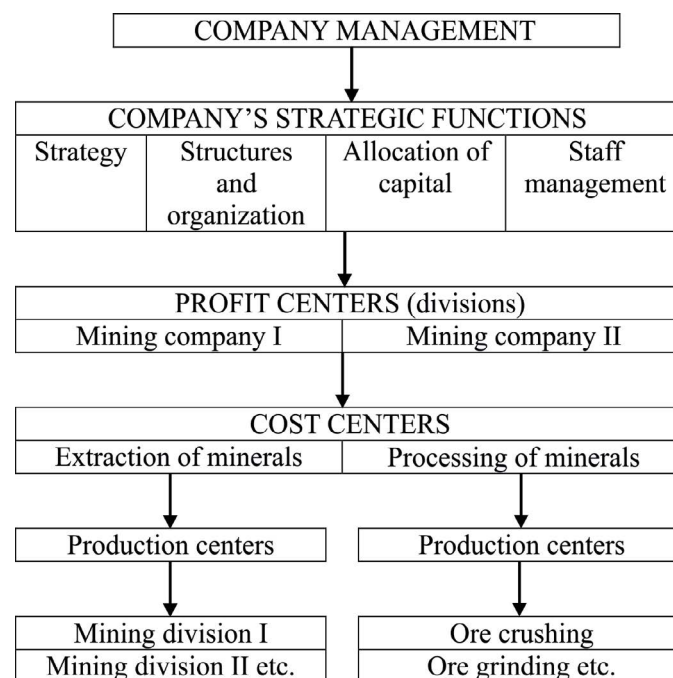 COMPANY MANAGEMENT
COMPANY’S STRATEGIC FUNCTIONS
Strategy
Structures
and
organization
Allocation of
capital
Staff
management
PROFIT CENTERS (divisions)
Mining company I
Mining company II
COST CENTERS
Extraction of minerals
Processing of minerals
Production centers
Production centers
Mining division I
Mining division II etc.
Ore crushing
Ore grinding etc.